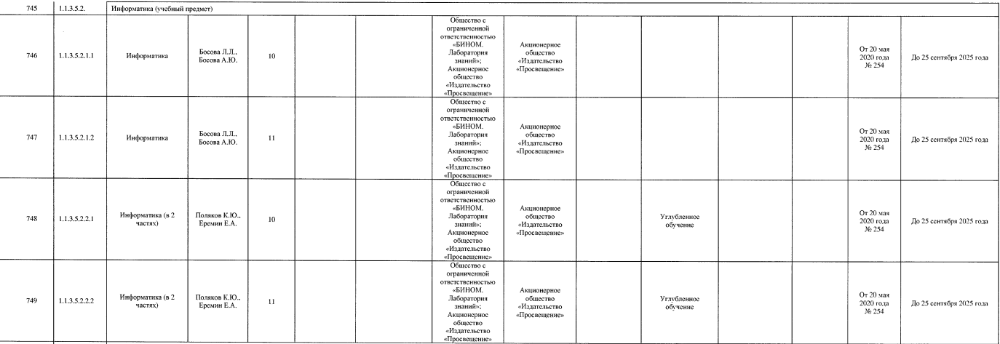 745
1.1.3.5.2.
Информатика (учебный предмет)
746
1.1.3.5.2.1.1
Информатика
Босова Л.Л.,
Босова А.Ю.
10
Общество с
ограниченной
ответственностью
«БИНОМ.
Лаборатория
знаний»;
Акционерное
общество
«Издательство
«Просвещение»
Акционерное
общество
«Издательство
«Просвещение»
От 20 мая
2020 года
№ 254
До 25 сентября 2025 года
747
1.1.3.5.2.1.2
Информатика
Босова Л.Л.,
Босова А.Ю.
11
Общество с
ограниченной
ответственностью
«БИНОМ.
Лаборатория
знаний»;
Акционерное
общество
«Издательство
«Просвещение»
Акционерное
общество
«Издательство
«Просвещение»
От 20 мая
2020 года
№ 254
До 25 сентября 2025 года
748
1.1.3.5.2.2.1
Информатика (в 2
частях)
Поляков К.Ю.,
Еремин Е.А.
10
Общество с
ограниченной
ответственностью
«БИНОМ.
Лаборатория
знаний»;
Акционерное
общество
«Издательство
«Просвещение»
Акционерное
общество
«Издательство
«Просвещение»
Углубленное
обучение
От 20 мая
2020 года
№ 254
До 25 сентября 2025 года
749
1.1.3.5.2.2.2
Информатика (в 2
частях)
Поляков К.Ю.,
Еремин Е.А.
11
Общество с
ограниченной
ответственностью
«БИНОМ.
Лаборатория
знаний»;
Акционерное
общество
«Издательство
«Просвещение»
Акционерное
общество
«Издательство
«Просвещение»
Углубленное
обучение
От 20 мая
2020 года
№ 254
До 25 сентября 2025 года